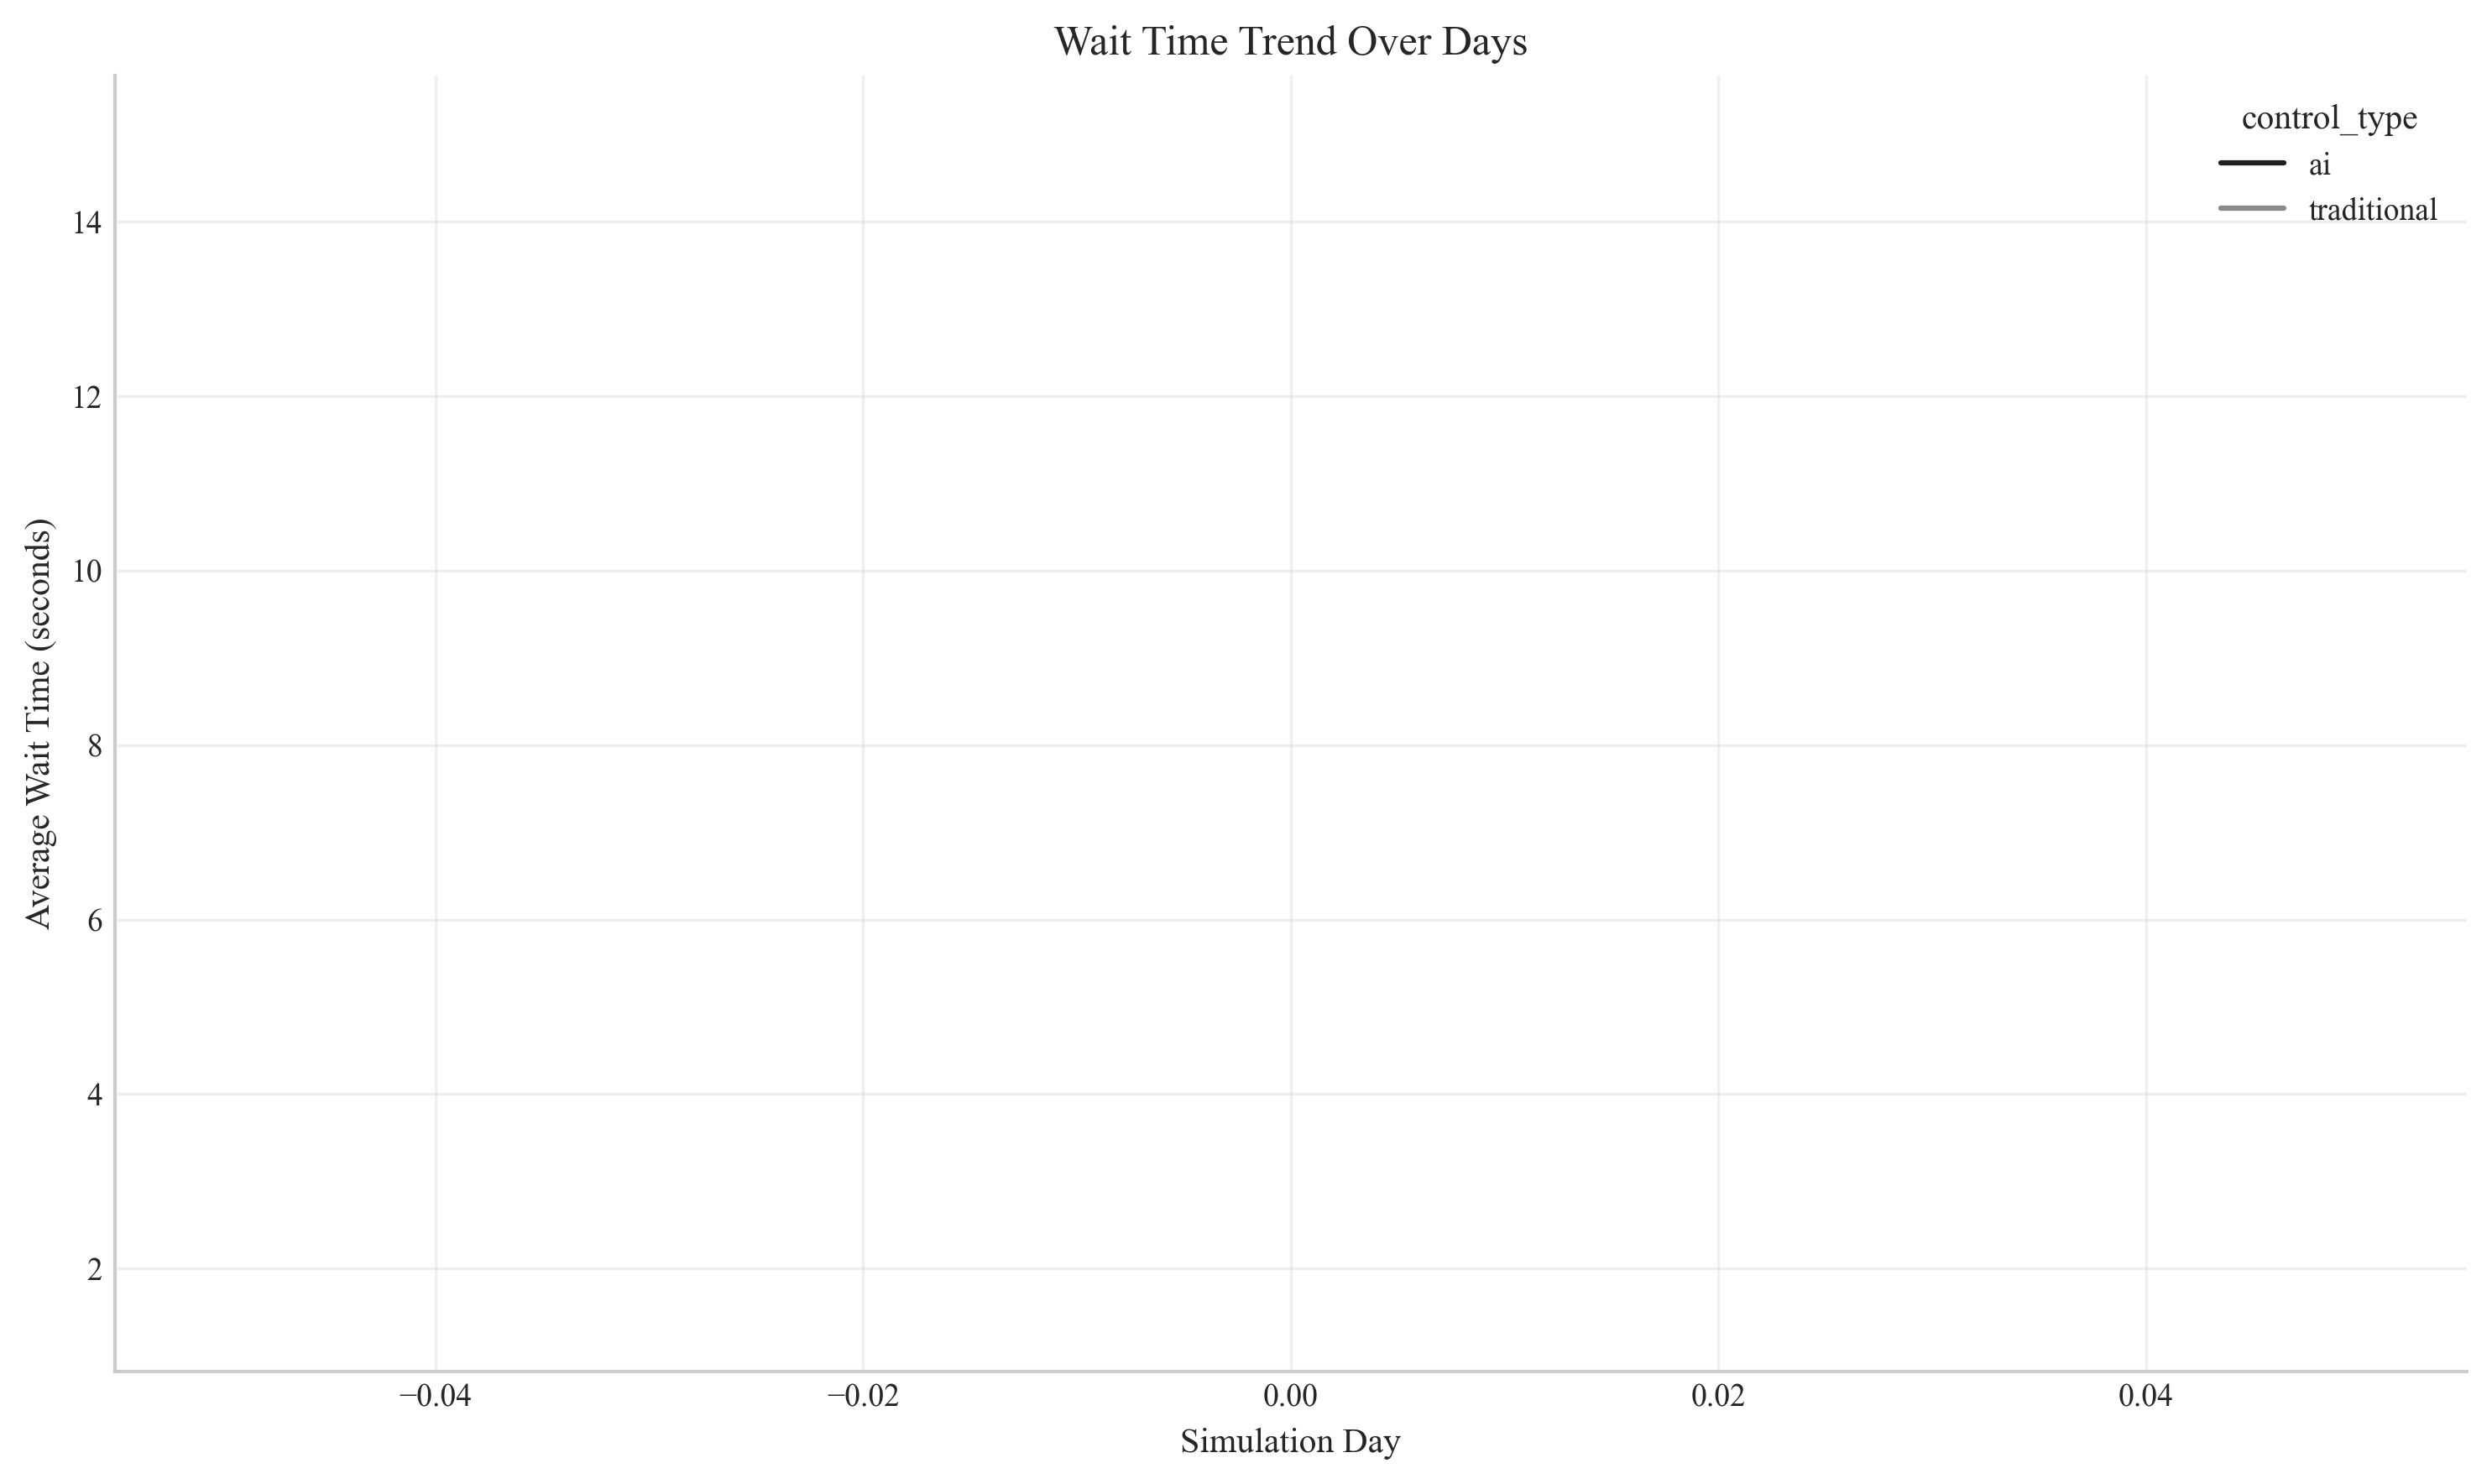 Wait Time Trend Over Days
control_type
ai
traditional
Average Wait Time (seconds)
14
12
10
8
6
4
2
−0.04
−0.02
0.00
0.02
0.04
Simulation Day